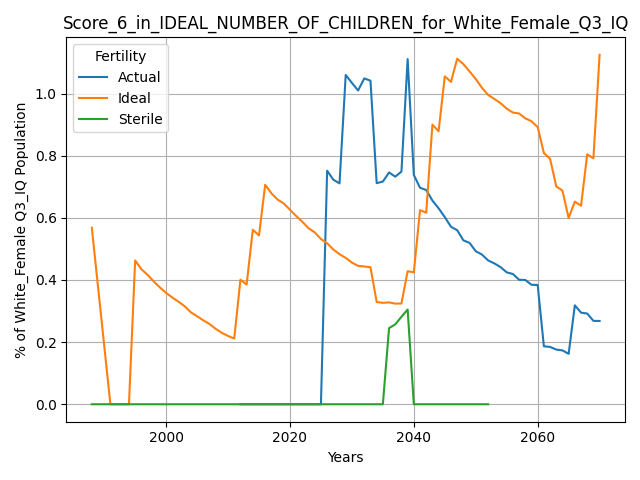 Score_6_in_IDEAL_NUMBER_OF_CHILDREN_for_White_Female_Q3_IQ
Fertility
Actual
Ideal
Sterile
% of White_Female Q3_IQ Population
1.0
0.8
0.6
0.4
0.2
0.0
2000 2020 2040 2060
Years